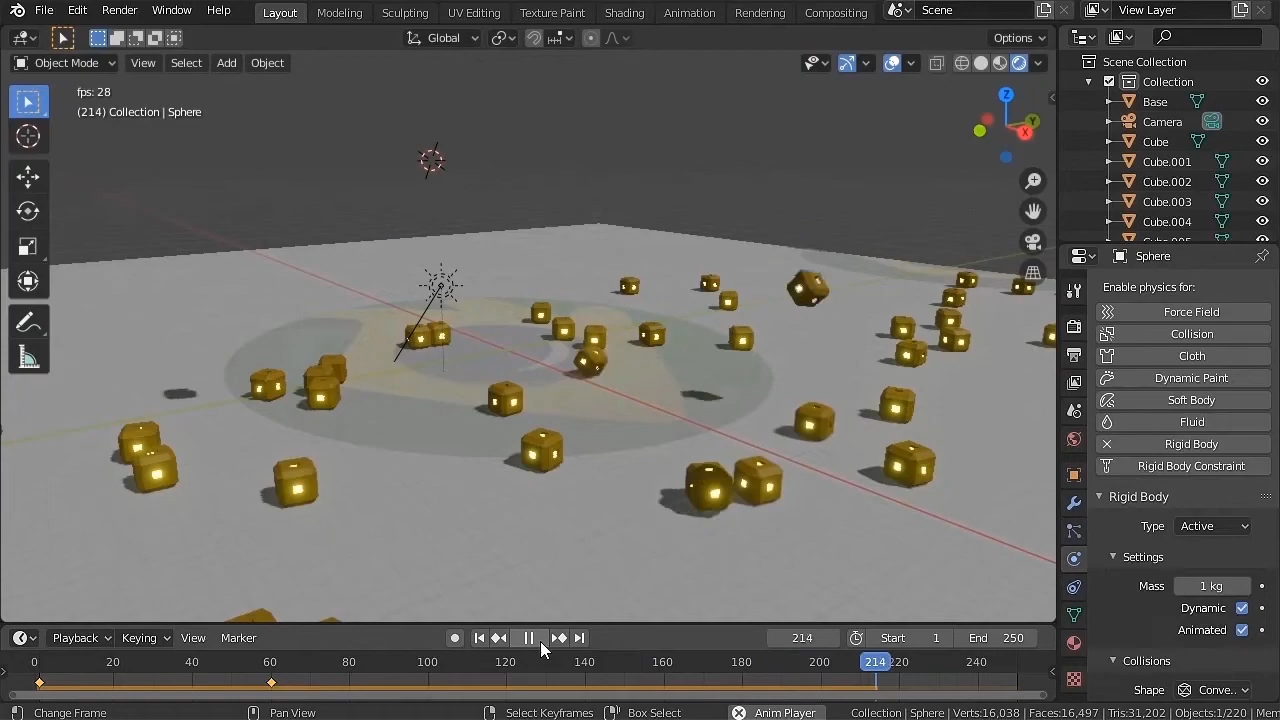 File Edit Render Window Help Layout Modeling Sculpting UV Editing Texture Paint Shading Animation Rendering Compositing Scene View Layer
Global Options
Object Mode View Select Add Object
fps: 28
(214) Collection | Sphere
Z
Y
X
Scene Collection
Collection
Base
Camera
Cube
Cube.001
Cube.002
Cube.003
Cube.004
Sphere
Enable physics for:
Force Field
Collision
Cloth
Dynamic Paint
Soft Body
Fluid
Rigid Body
Rigid Body Constraint
Rigid Body
Type Active
Settings
Mass 1 kg
Dynamic
Animated
Collisions
Shape Conve..
Playback Keying View Marker 214 Start 1 End 250
0 20 40 60 80 100 120 140 160 180 200 214 220 240
Change Frame Pan View Select Keyframes Box Select Anim Player Collection | Sphere | Verts:16,038 | Faces:16,497 | Tris:31,202 | Objects:1/220 | Mem